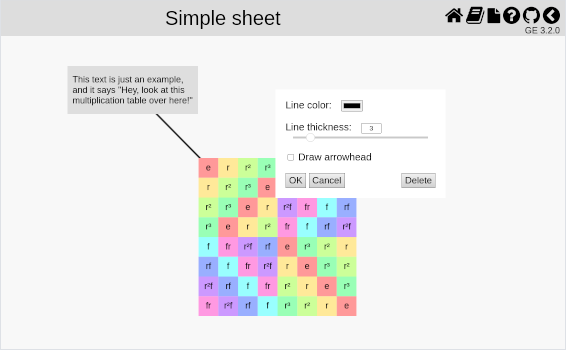 Simple sheet
?
GE 3.2.0
This text is just an example,
and it says "Hey, look at this
multiplication table over here!"
Line color:
Line thickness: 3
Draw arrowhead
OK Cancel Delete
e r r² r³
r r² r³ e
r² r³ e r r²f fr f rf
r³ e r r² fr f rf r²f
f fr r²f rf e r³ r² r
rf f fr r²f r e r³ r²
r²f rf f fr r² r e r³
fr r²f rf f r³ r² r e